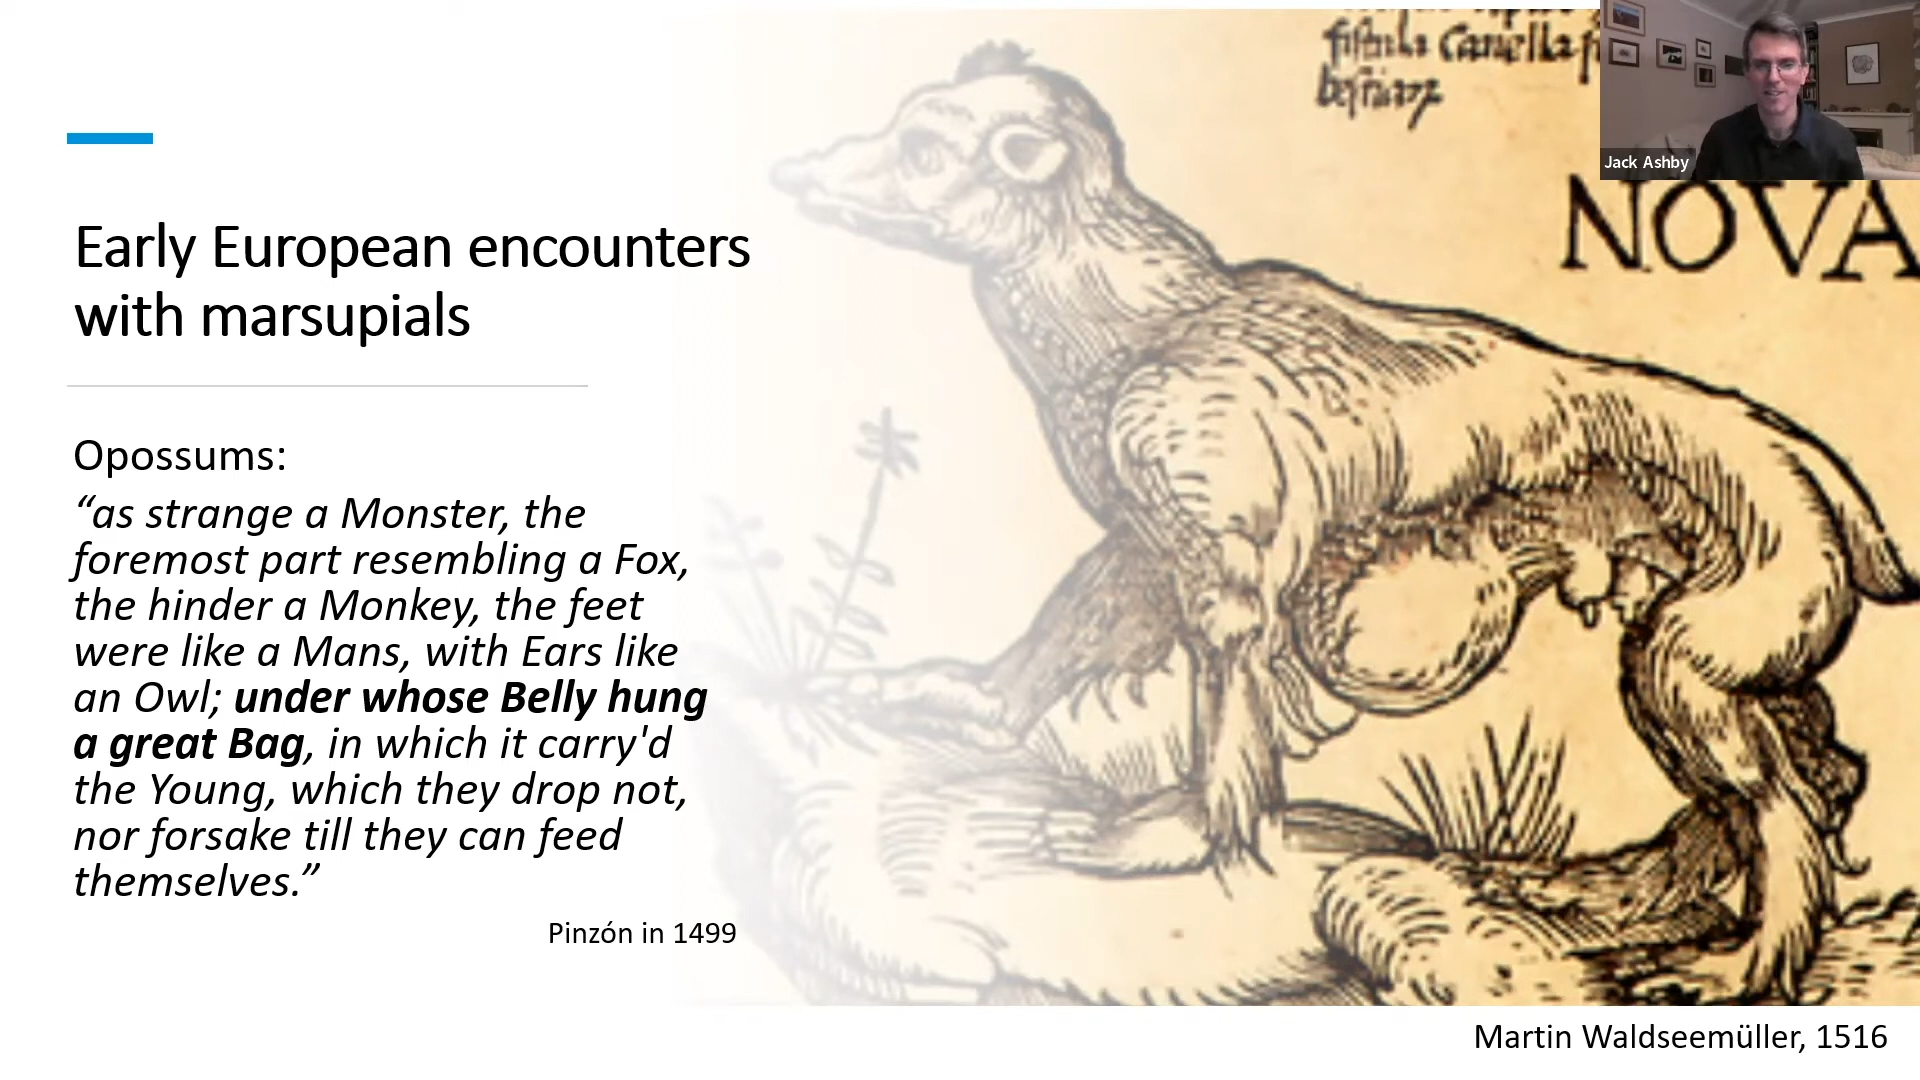 fistula Canella
Jack Ashby
NOVA
Early European encounters
with marsupials
Opossums:
“as strange a Monster, the
foremost part resembling a Fox,
the hinder a Monkey, the feet
were like a Mans, with Ears like
an Owl; under whose Belly hung
a great Bag, in which it carry'd
the Young, which they drop not,
nor forsake till they can feed
themselves.”
Pinzón in 1499
Martin Waldseemüller, 1516